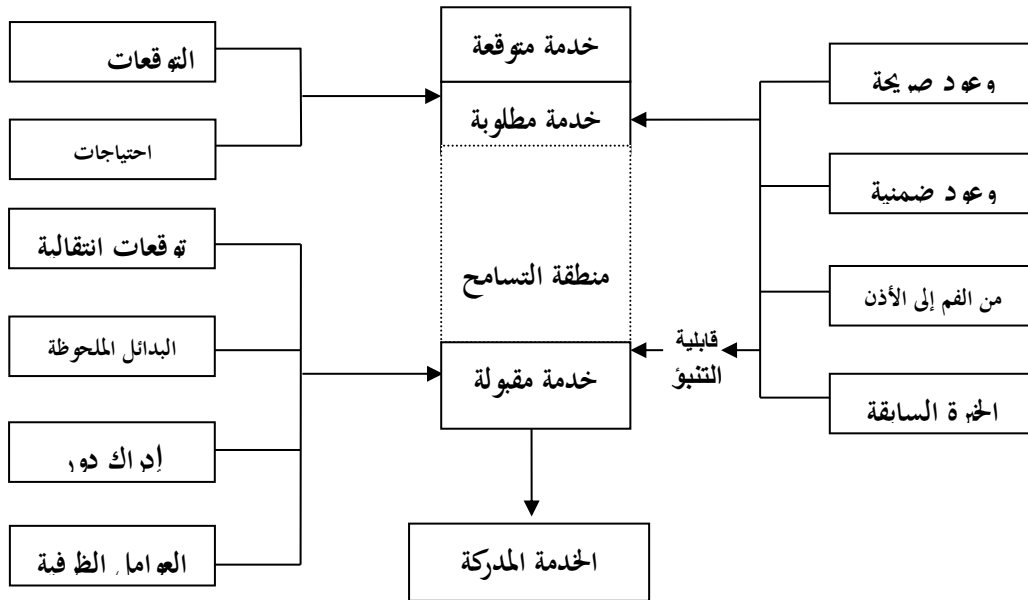 خدمة متوقعة
خدمة مطلوبة
منطقة التسامح
خدمة مقبولة
الخدمة المدركة
وعود صريحة
وعود ضمنية
من الفم إلى الأذن
الخبرة السابقة
قابلية
التنبؤ
التوقعات
احتياجات
توقعات انتقالية
البدائل الملحوظة
إدراك دور
العوامل الظرفية